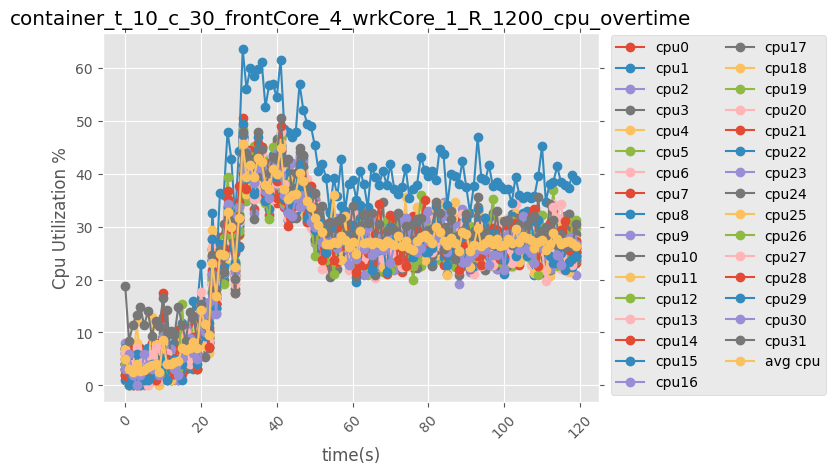 container_t_10_c_30_frontCore_4_wrkCore_1_R_1200_cpu_overtime
Cpu Utilization %
60
50
40
30
20
10
0
0
20
40
60
80
100
120
time(s)
cpu0
cpu1
cpu2
cpu3
cpu4
cpu5
cpu6
cpu7
cpu8
cpu9
cpu10
cpu11
cpu12
cpu13
cpu14
cpu15
cpu16
cpu17
cpu18
cpu19
cpu20
cpu21
cpu22
cpu23
cpu24
cpu25
cpu26
cpu27
cpu28
cpu29
cpu30
cpu31
avg cpu